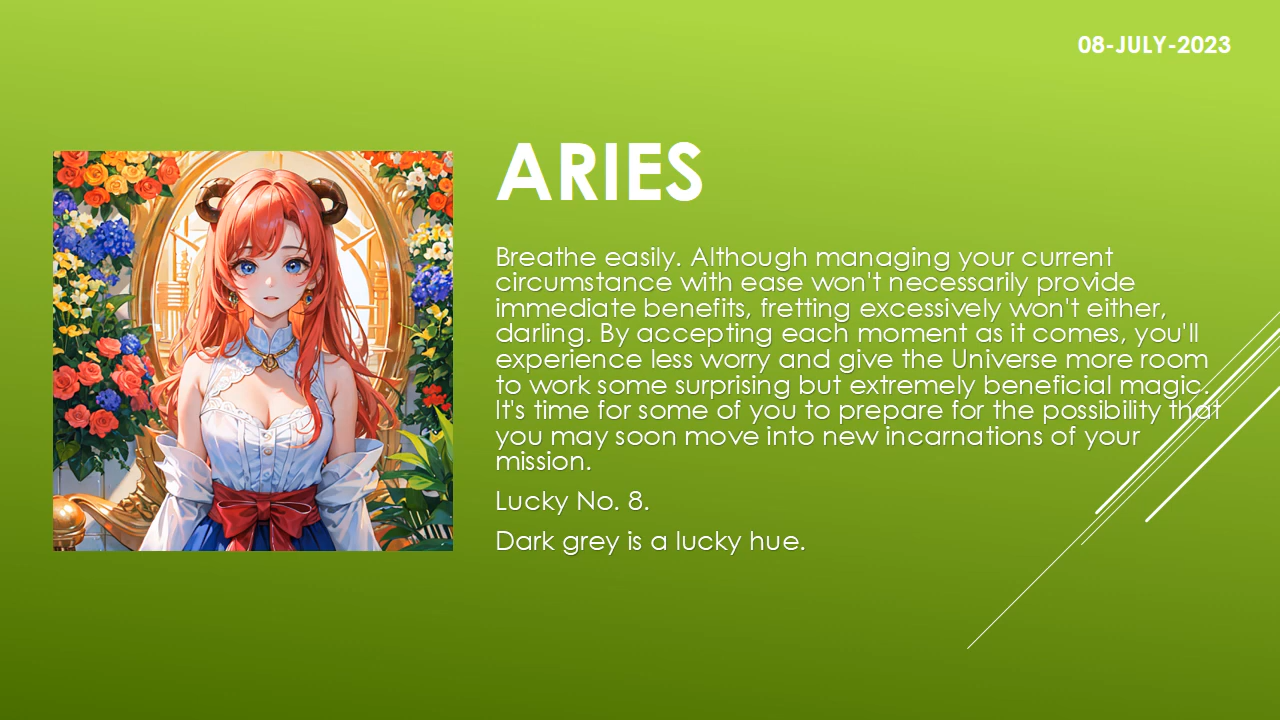 08-JULY-2023
ARIES
Breathe easily. Although managing your current
circumstance with ease won't necessarily provide
immediate benefits, fretting excessively won't either,
darling. By accepting each moment as it comes, you'll
experience less worry and give the Universe more room
to work some surprising but extremely beneficial magic.
It's time for some of you to prepare for the possibility that
you may soon move into new incarnations of your
mission.
Lucky No. 8.
Dark grey is a lucky hue.